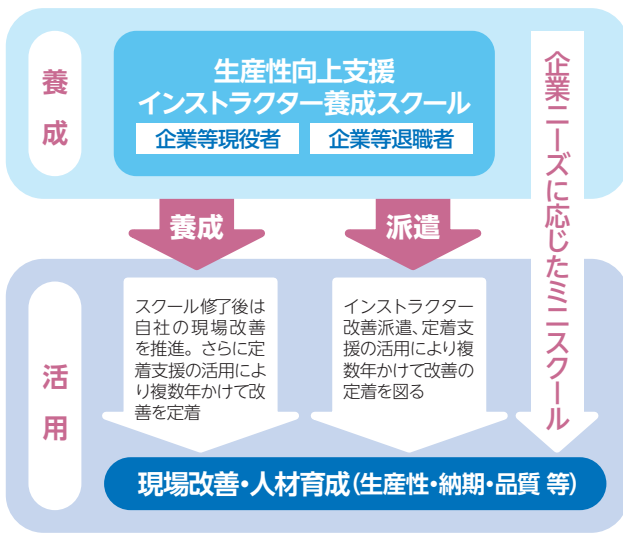 養成
生産性向上支援
インストラクター養成スクール
企業等現役者
企業等退職者
企業ニーズに応じたミニスクール
養成
派遣
活用
スクール修了後は
自社の現場改善
を推進。さらに定
着支援の活用によ
り複数年かけて改
善を定着
インストラクター
改善派遣、定着支
援の活用により複
数年かけて改善の
定着を図る
現場改善・人材育成(生産性・納期・品質 等)